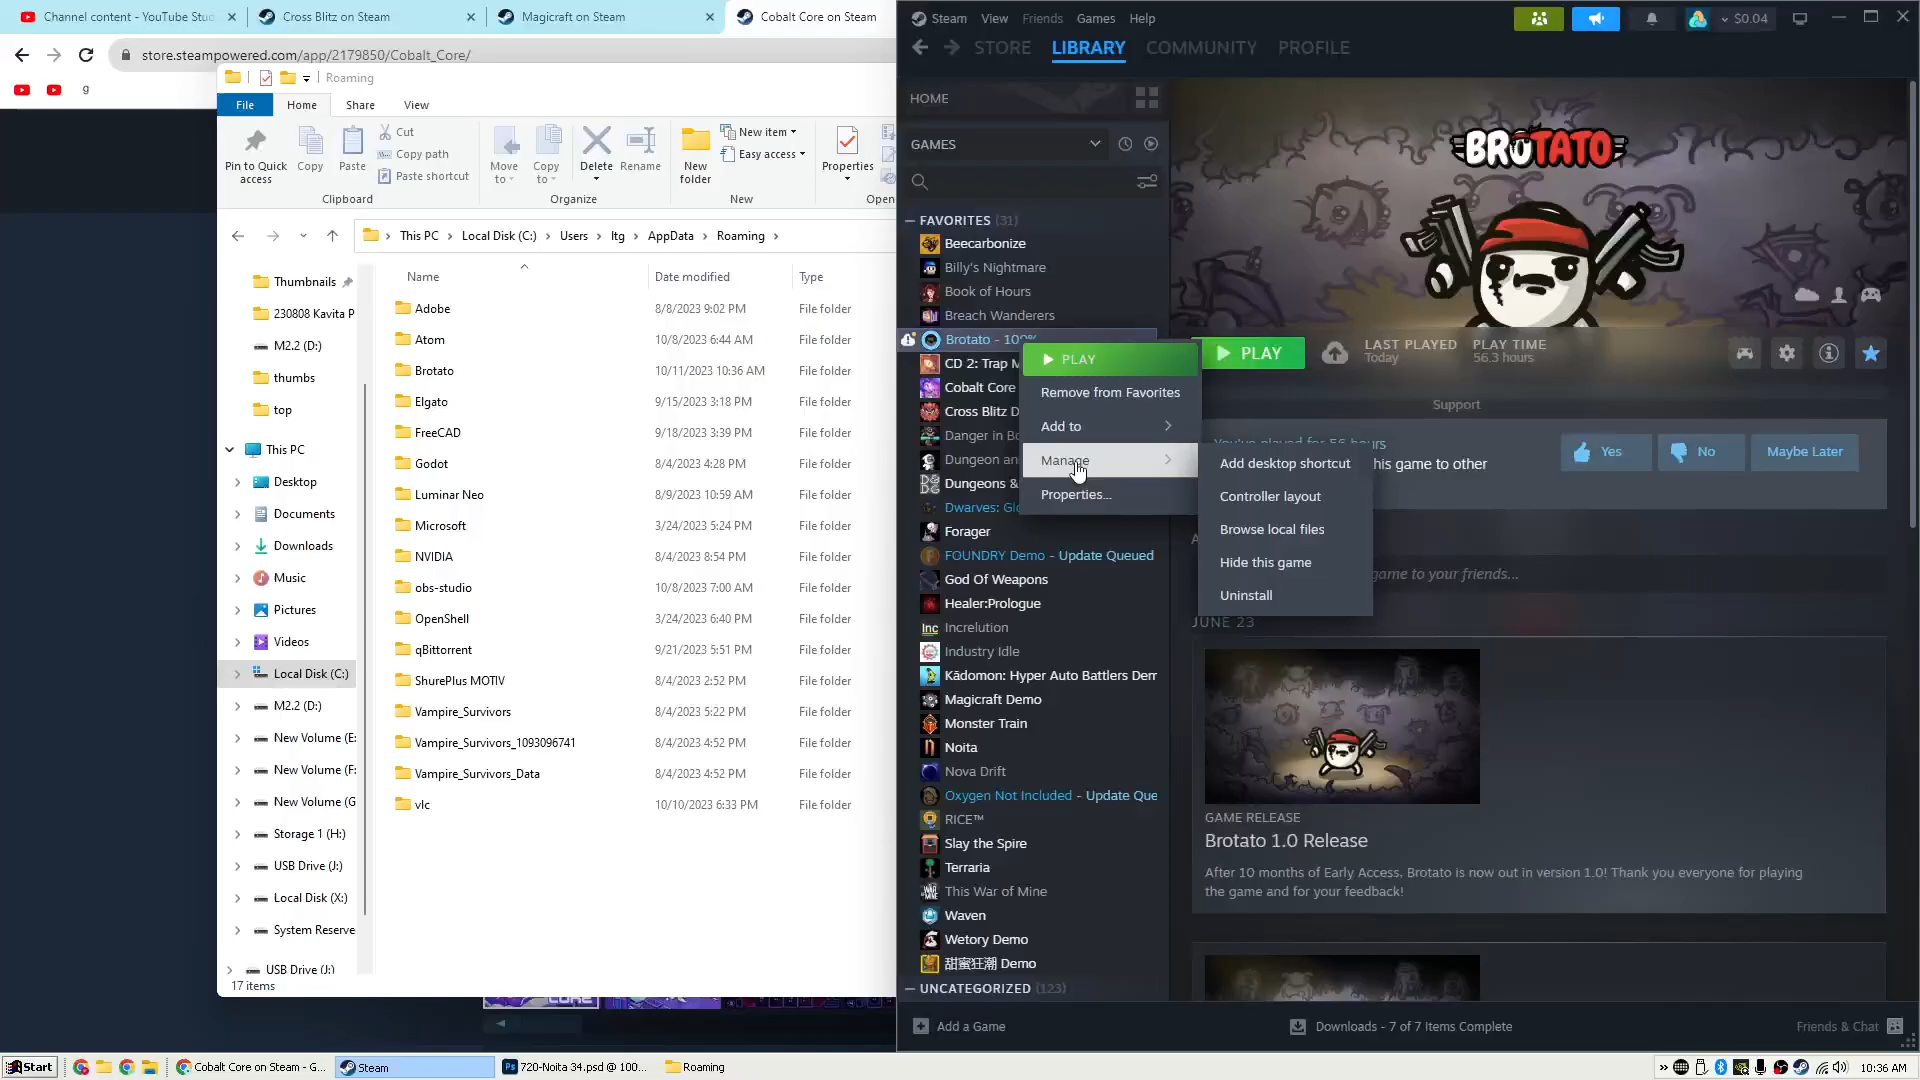 Channel content - YouTube Stu
Cross Blitz on Steam
Magicraft on Steam
Cobalt Core on Steam
store.steampowered.com/app/2179850/Cobalt_Core/
g
Roaming
File
Home
Share
View
Pin to Quick access
Copy
Paste
Cut
Copy path
Paste shortcut
Clipboard
Move to
Copy to
Delete
Rename
Organize
New folder
New item
Easy access
New
Properties
Open
This PC > Local Disk (C:) > Users > ltg > AppData > Roaming >
Name
Date modified
Type
Thumbnails
230808 Kavita P
M2.2 (D:)
thumbs
top
This PC
Desktop
Documents
Downloads
Music
Pictures
Videos
Local Disk (C:)
M2.2 (D:)
New Volume (E:
New Volume (F:
New Volume (G
Storage 1 (H:)
USB Drive (J:)
Local Disk (X:)
System Reserve
USB Drive (J:)
17 items
Adobe 8/8/2023 9:02 PM File folder
Atom 10/8/2023 6:44 AM File folder
Brotato 10/11/2023 10:36 AM File folder
Elgato 9/15/2023 3:18 PM File folder
FreeCAD 9/18/2023 3:39 PM File folder
Godot 8/4/2023 4:28 PM File folder
Luminar Neo 8/9/2023 10:59 AM File folder
Microsoft 3/24/2023 5:24 PM File folder
NVIDIA 8/4/2023 8:54 PM File folder
obs-studio 10/8/2023 7:00 AM File folder
OpenShell 3/24/2023 6:40 PM File folder
qBittorrent 9/21/2023 5:51 PM File folder
ShurePlus MOTIV 8/4/2023 2:52 PM File folder
Vampire_Survivors 8/4/2023 5:22 PM File folder
Vampire_Survivors_1093096741 8/4/2023 4:52 PM File folder
Vampire_Survivors_Data 8/4/2023 4:52 PM File folder
vlc 10/10/2023 6:33 PM File folder
Steam View Friends Games Help
$0.04
STORE LIBRARY COMMUNITY PROFILE
HOME
GAMES
FAVORITES (31)
Beecarbonize
Billy's Nightmare
Book of Hours
Breach Wanderers
Brotato - 100%
CD 2: Trap M
Cobalt Core
Cross Blitz D
Danger in
Dungeon an
Dungeons &
Dwarves: Glo
Forager
FOUNDRY Demo - Update Queued
God Of Weapons
Healer:Prologue
Inc Increlution
Industry Idle
Kādomon: Hyper Auto Battlers Dem
Magicraft Demo
Monster Train
Noita
Nova Drift
Oxygen Not Included - Update Que
RICE™
Slay the Spire
Terraria
This War of Mine
Waven
Wetory Demo
甜蜜狂潮 Demo
UNCATEGORIZED (123)
PLAY
Remove from Favorites
Add to
Manage
Properties...
Add desktop shortcut
Controller layout
Browse local files
Hide this game
Uninstall
BROTATO
PLAY
LAST PLAYED
Today
PLAY TIME
56.3 hours
Support
You've played for 56 hours
his game to other
Yes
No
Maybe Later
game to your friends...
JUNE 23
GAME RELEASE
Brotato 1.0 Release
After 10 months of Early Access, Brotato is now out in version 1.0! Thank you everyone for playing
the game and for your feedback!
Add a Game
Downloads - 7 of 7 Items Complete
Friends & Chat
Start
Cobalt Core on Steam - G...
Steam
720-Noita 34.psd @ 100...
Roaming
10:36 AM